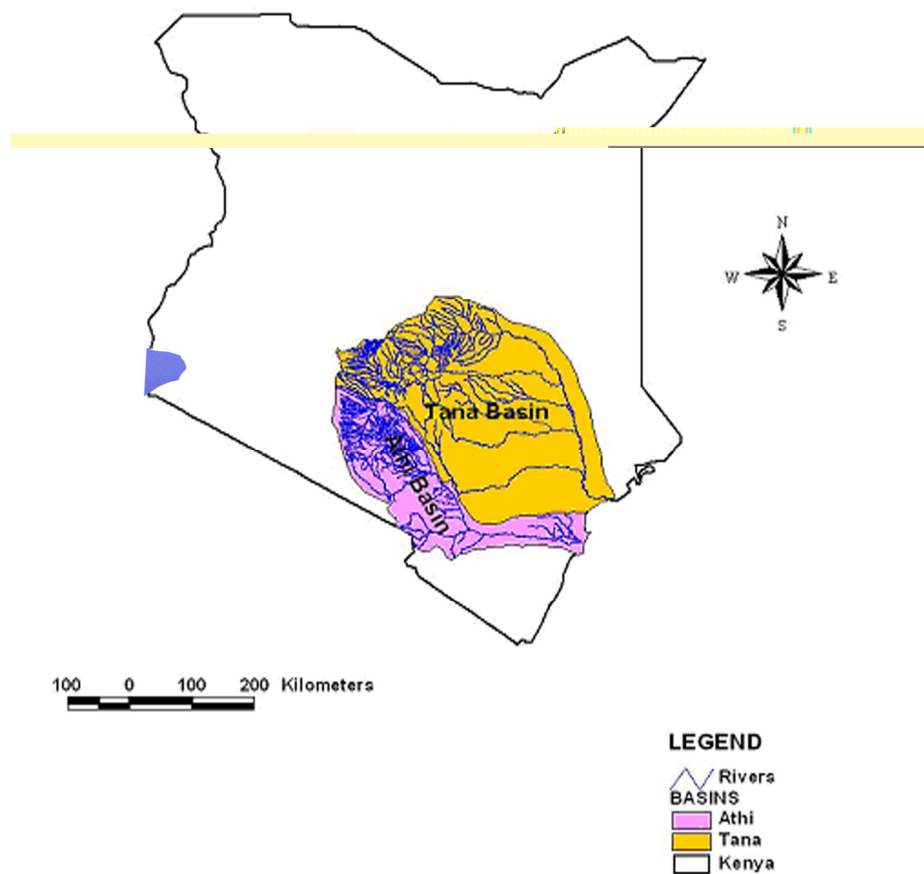 N
W E
S
Tana Basin
Athi Basin
100 0 100 200 Kilometers
LEGEND
Rivers
BASINS
Athi
Tana
Kenya